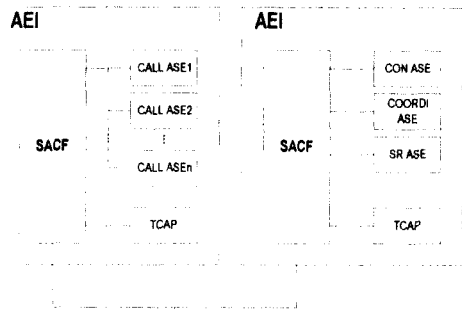 AEI
SACF
CALL ASE1
CALL ASE2
CALL ASEn
TCAP
AEI
SACF
CON ASE
COORDI
ASE
SR ASE
TCAP